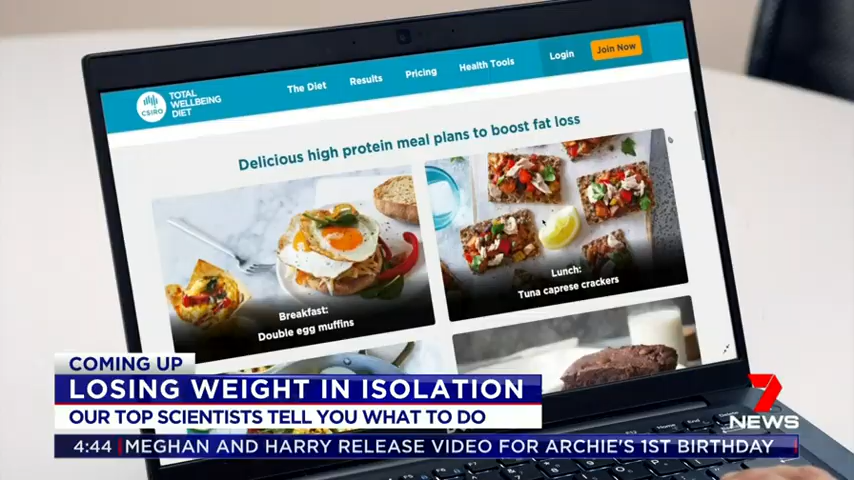 CSIRO
TOTAL
WELLBEING
DIET
The Diet
Results
Pricing
Health Tools
Login
Join Now
Delicious high protein meal plans to boost fat loss
Breakfast:
Double egg muffins
Lunch:
Tuna caprese crackers
COMING UP
LOSING WEIGHT IN ISOLATION
OUR TOP SCIENTISTS TELL YOU WHAT TO DO
7
NEWS
4:44 MEGHAN AND HARRY RELEASE VIDEO FOR ARCHIE'S 1ST BIRTHDAY